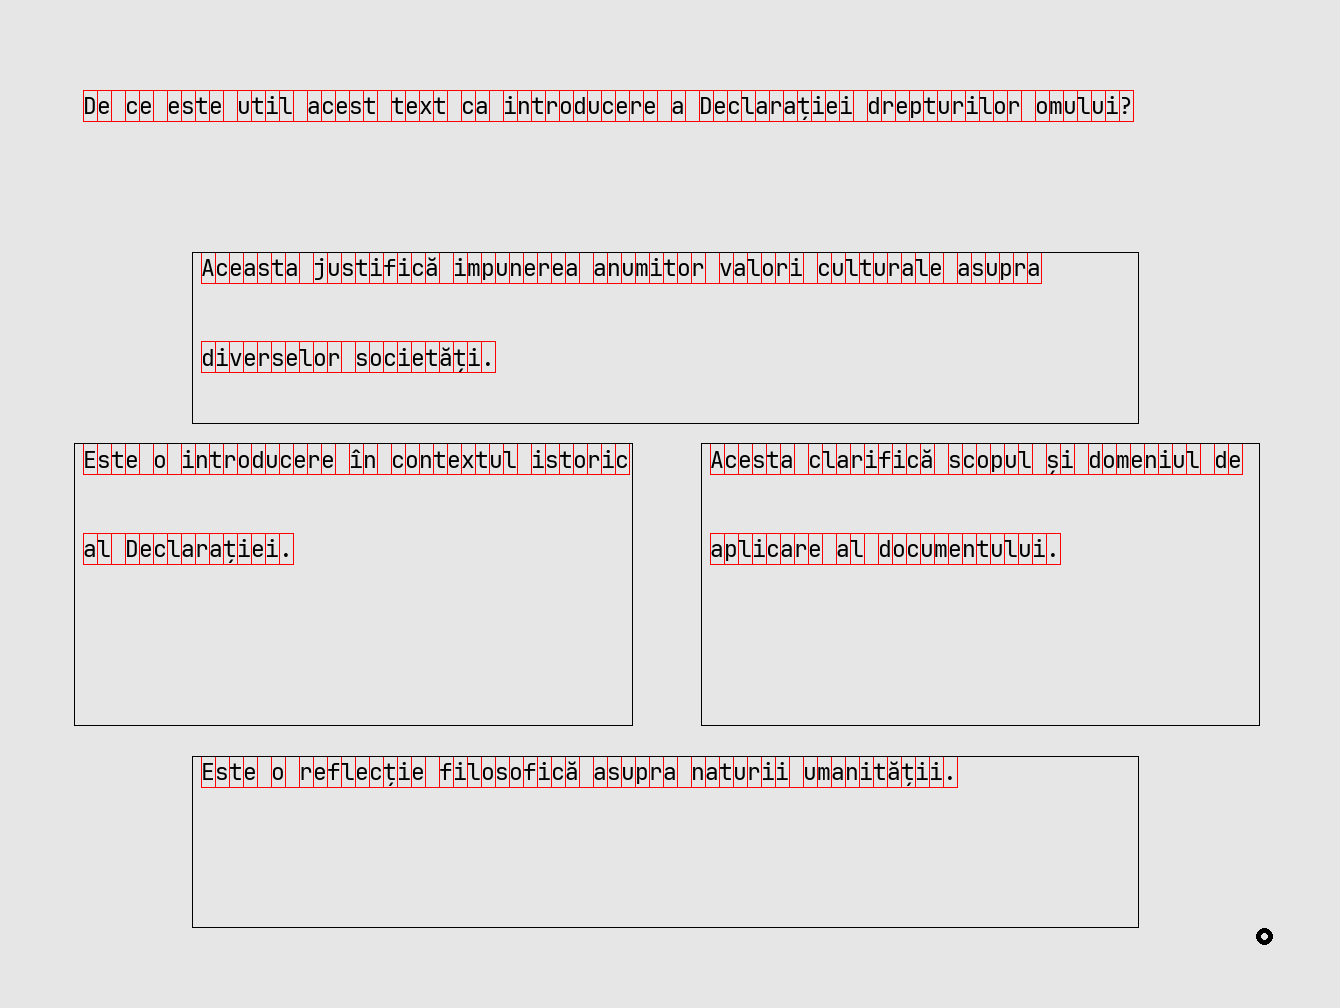 De ce este util acest text ca introducere a Declarației drepturilor omului?
Aceasta justifică impunerea anumitor valori culturale asupra
diverselor societăți.
Este o introducere în contextul istoric
al Declarației.
Acesta clarifică scopul și domeniul de
aplicare al documentului.
Este o reflecție filosofică asupra naturii umanității.